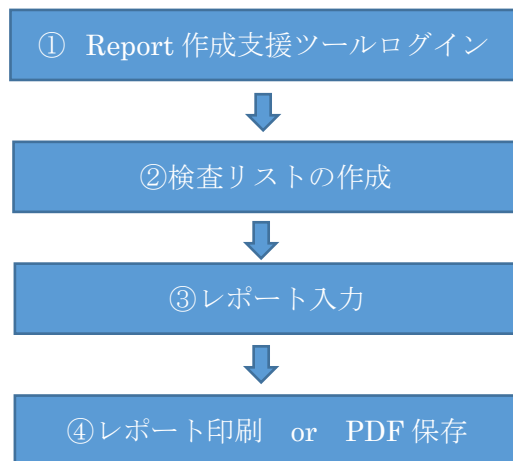 ① Report 作成支援ツールログイン
②検査リストの作成
③レポート入力
④レポート印刷 or PDF 保存